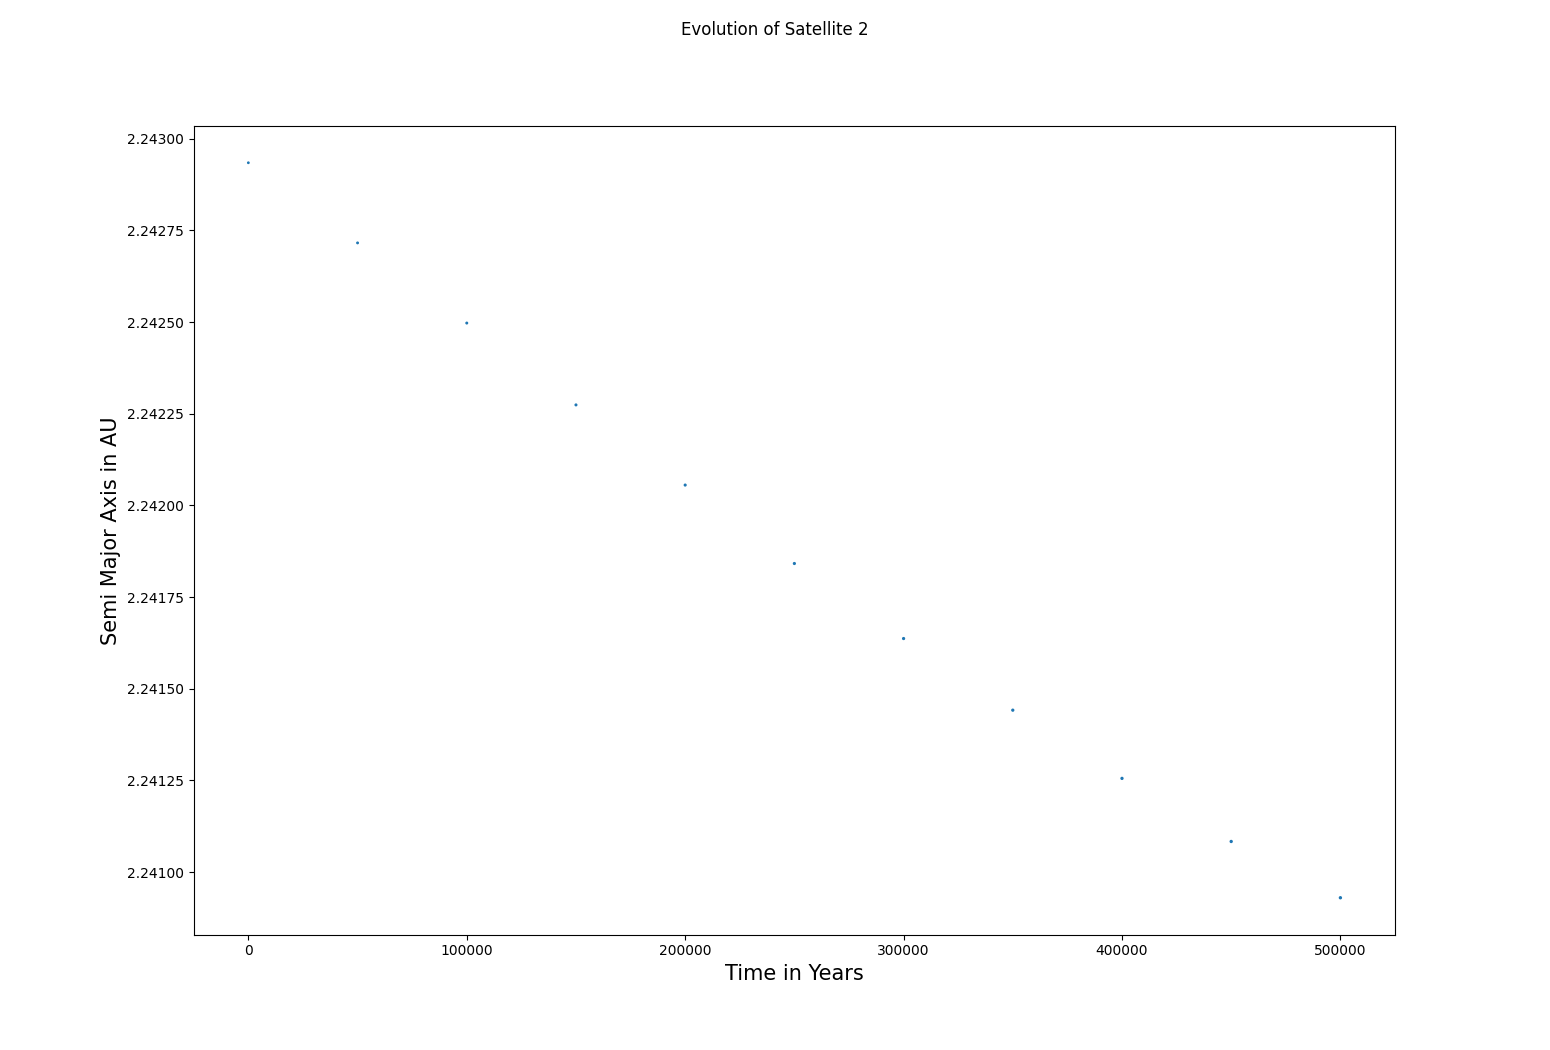 Evolution of Satellite 2
2.24300
2.24275
2.24250
2.24225
2.24200
2.24175
2.24150
2.24125
2.24100
Semi Major Axis in AU
0 100000 200000 300000 400000 500000
Time in Years